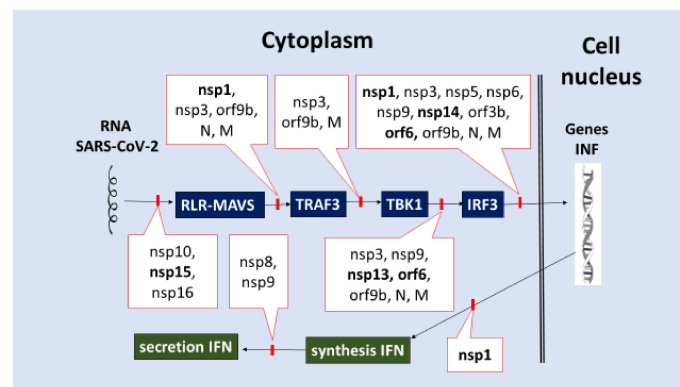 Cytoplasm
Cell
nucleus
RNA
SARS-CoV-2
nsp1,
nsp3, orf9b,
N, M
nsp3,
orf9b, M
nsp1, nsp3, nsp5, nsp6,
nsp9, nsp14, orf3b,
orf6, orf9b, N, M
Genes
INF
RLR-MAVS
TRAF3
TBK1
IRF3
nsp10,
nsp15,
nsp16
nsp8,
nsp9
nsp3, nsp9,
nsp13, orf6,
orf9b, N, M
nsp1
secretion IFN
synthesis IFN